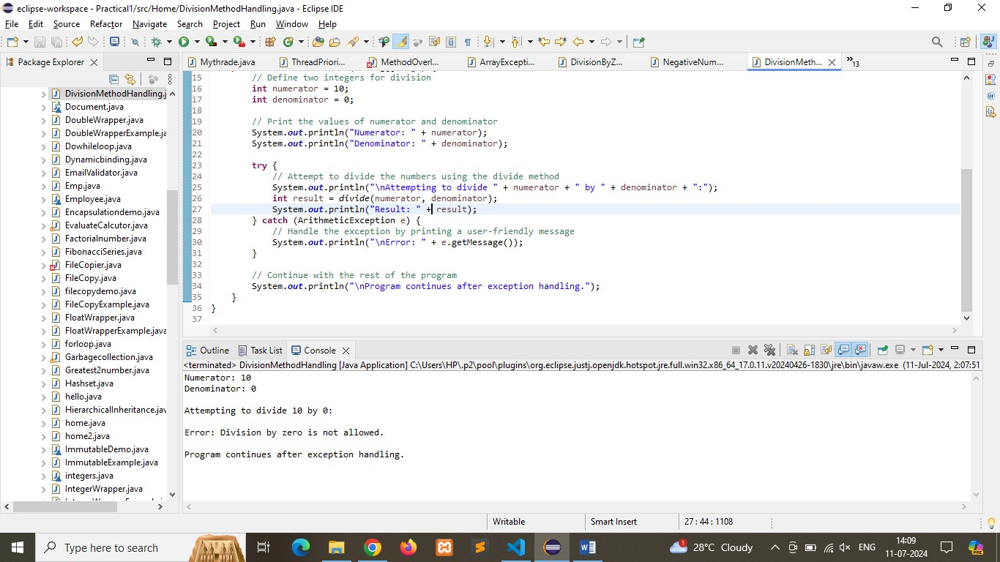 eclipse-workspace - Practical1/src/Home/DivisionMethodHandling.java - Eclipse IDE
File Edit Source Refactor Navigate Search Project Run Window Help
Package Explorer
DivisionMethodHandling.j
Document.java
DoubleWrapper.java
DoubleWrapperExample.ja
Dowhileloop.java
Dynamicbinding.java
EmailValidator.java
Emp.java
Employee.java
Encapsulationdemo.java
EvaluateCalcutor.java
Factorialnumber.java
FibonacciSeries.java
FileCopier.java
FileCopy.java
filecopydemo.java
FileCopyExample.java
FloatWrapper.java
FloatWrapperExample.java
forloop.java
Garbagecollection.java
Greatest2number.java
Hashset.java
hello.java
HierarchicalInheritance.jav
home.java
home2.java
ImmutableDemo.java
ImmutableExample.java
integers.java
IntegerWrapper.java
Mythrade.java ThreadPriori... MethodOverl... ArrayExcepti... DivisionByZ... NegativeNum... DivisionMeth... 13
15 // Define two integers for division
16 int numerator = 10;
17 int denominator = 0;
18
19 // Print the values of numerator and denominator
20 System.out.println("Numerator: " + numerator);
21 System.out.println("Denominator: " + denominator);
22
23 try {
24 // Attempt to divide the numbers using the divide method
25 System.out.println("\nAttempting to divide " + numerator + " by " + denominator + ":");
26 int result = divide(numerator, denominator);
27 System.out.println("Result: " + result);
28 } catch (ArithmeticException e) {
29 // Handle the exception by printing a user-friendly message
30 System.out.println("\nError: " + e.getMessage());
31 }
32
33 // Continue with the rest of the program
34 System.out.println("\nProgram continues after exception handling.");
35 }
36 }
37
Outline Task List Console
<terminated> DivisionMethodHandling [Java Application] C:\Users\HP\.p2\pool\plugins\org.eclipse.justj.openjdk.hotspot.jre.full.win32.x86_64_17.0.11.v20240426-1830\jre\bin\javaw.exe (11-Jul-2024, 2:07:51
Numerator: 10
Denominator: 0
Attempting to divide 10 by 0:
Error: Division by zero is not allowed.
Program continues after exception handling.
Writable Smart Insert 27 : 44 : 1108
Type here to search
28°C Cloudy ENG 14:09
11-07-2024